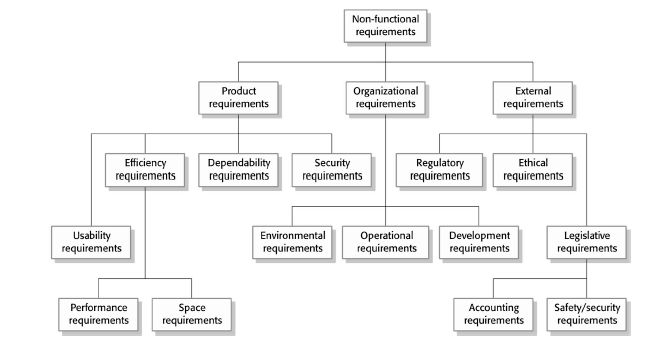 Non-functional
requirements
Product
requirements
Organizational
requirements
External
requirements
Efficiency
requirements
Dependability
requirements
Security
requirements
Regulatory
requirements
Ethical
requirements
Usability
requirements
Environmental
requirements
Operational
requirements
Development
requirements
Legislative
requirements
Performance
requirements
Space
requirements
Accounting
requirements
Safety/security
requirements